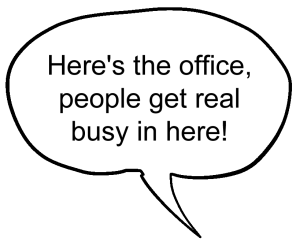 Here's the office,
people get real
busy in here!